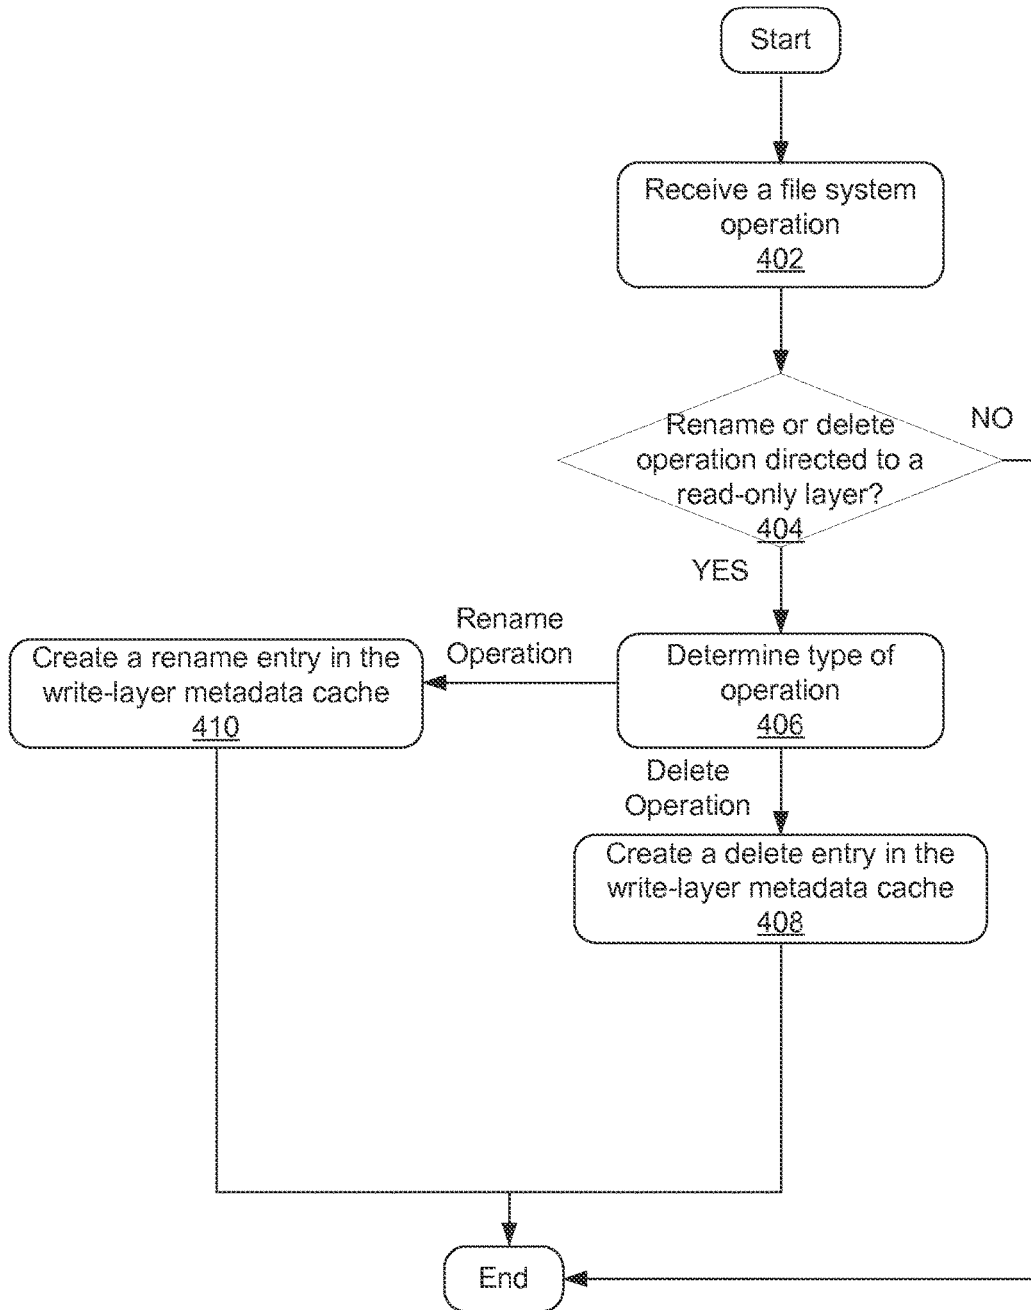 Start
Receive a file system
operation
402
Rename or delete
operation directed to a
read-only layer?
404
NO
YES
Rename
Operation
Determine type of
operation
406
Create a rename entry in the
write-layer metadata cache
410
Delete
Operation
Create a delete entry in the
write-layer metadata cache
408
End